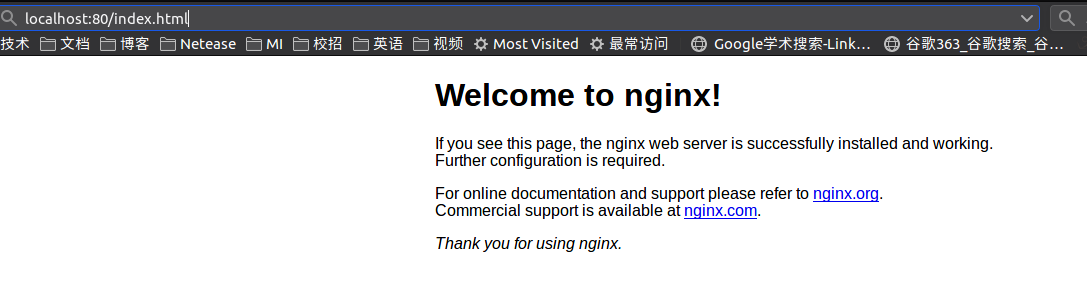 localhost:80/index.html
技术 文档 博客 Netease MI 校招 英语 视频 Most Visited 最常访问 Google学术搜索-Link… 谷歌363_谷歌搜索_谷…
Welcome to nginx!
If you see this page, the nginx web server is successfully installed and working.
Further configuration is required.
For online documentation and support please refer to nginx.org.
Commercial support is available at nginx.com.
Thank you for using nginx.